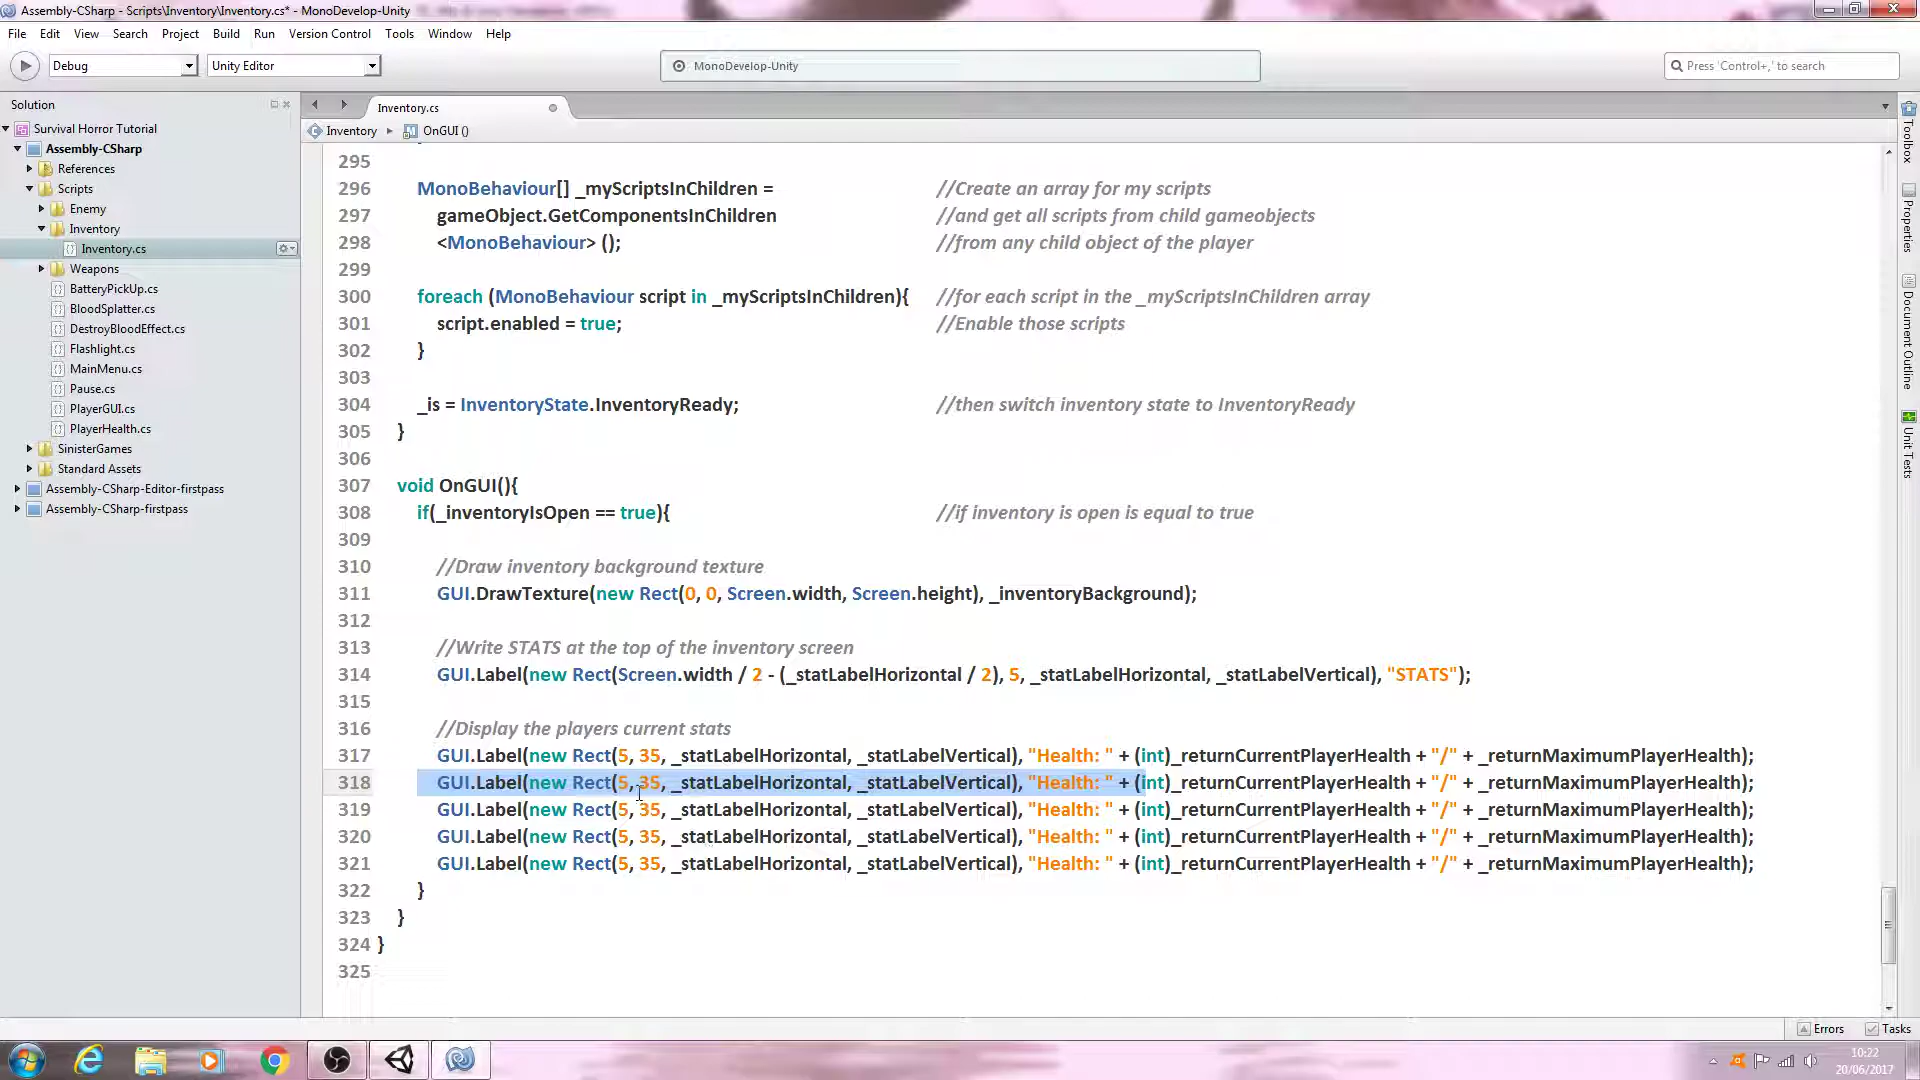 Assembly-CSharp - Scripts\Inventory\Inventory.cs* - MonoDevelop-Unity
File Edit View Search Project Build Run Version Control Tools Window Help
Debug Unity Editor MonoDevelop-Unity Press 'Control+,' to search
Solution
Survival Horror Tutorial
Assembly-CSharp
References
Scripts
Enemy
Inventory
Inventory.cs
Weapons
BatteryPickUp.cs
BloodSplatter.cs
DestroyBloodEffect.cs
Flashlight.cs
MainMenu.cs
Pause.cs
PlayerGUI.cs
PlayerHealth.cs
SinisterGames
Standard Assets
Assembly-CSharp-Editor-firstpass
Assembly-CSharp-firstpass
Inventory.cs
Inventory OnGUI ()
295
296 MonoBehaviour[] _myScriptsInChildren = //Create an array for my scripts
297 gameObject.GetComponentsInChildren //and get all scripts from child gameobjects
298 <MonoBehaviour> (); //from any child object of the player
299
300 foreach (MonoBehaviour script in _myScriptsInChildren){ //for each script in the _myScriptsInChildren array
301 script.enabled = true; //Enable those scripts
302 }
303
304 _is = InventoryState.InventoryReady; //then switch inventory state to InventoryReady
305 }
306
307 void OnGUI(){
308 if(_inventoryIsOpen == true){ //if inventory is open is equal to true
309
310 //Draw inventory background texture
311 GUI.DrawTexture(new Rect(0, 0, Screen.width, Screen.height), _inventoryBackground);
312
313 //Write STATS at the top of the inventory screen
314 GUI.Label(new Rect(Screen.width / 2 - (_statLabelHorizontal / 2), 5, _statLabelHorizontal, _statLabelVertical), "STATS");
315
316 //Display the players current stats
317 GUI.Label(new Rect(5, 35, _statLabelHorizontal, _statLabelVertical), "Health: " + (int)_returnCurrentPlayerHealth + "/" + _returnMaximumPlayerHealth);
318 GUI.Label(new Rect(5, 35, _statLabelHorizontal, _statLabelVertical), "Health: " + (int)_returnCurrentPlayerHealth + "/" + _returnMaximumPlayerHealth);
319 GUI.Label(new Rect(5, 35, _statLabelHorizontal, _statLabelVertical), "Health: " + (int)_returnCurrentPlayerHealth + "/" + _returnMaximumPlayerHealth);
320 GUI.Label(new Rect(5, 35, _statLabelHorizontal, _statLabelVertical), "Health: " + (int)_returnCurrentPlayerHealth + "/" + _returnMaximumPlayerHealth);
321 GUI.Label(new Rect(5, 35, _statLabelHorizontal, _statLabelVertical), "Health: " + (int)_returnCurrentPlayerHealth + "/" + _returnMaximumPlayerHealth);
322 }
323 }
324 }
325
Toolbox
Properties
Document Outline
Unit Tests
Errors Tasks
10:22
20/06/2017